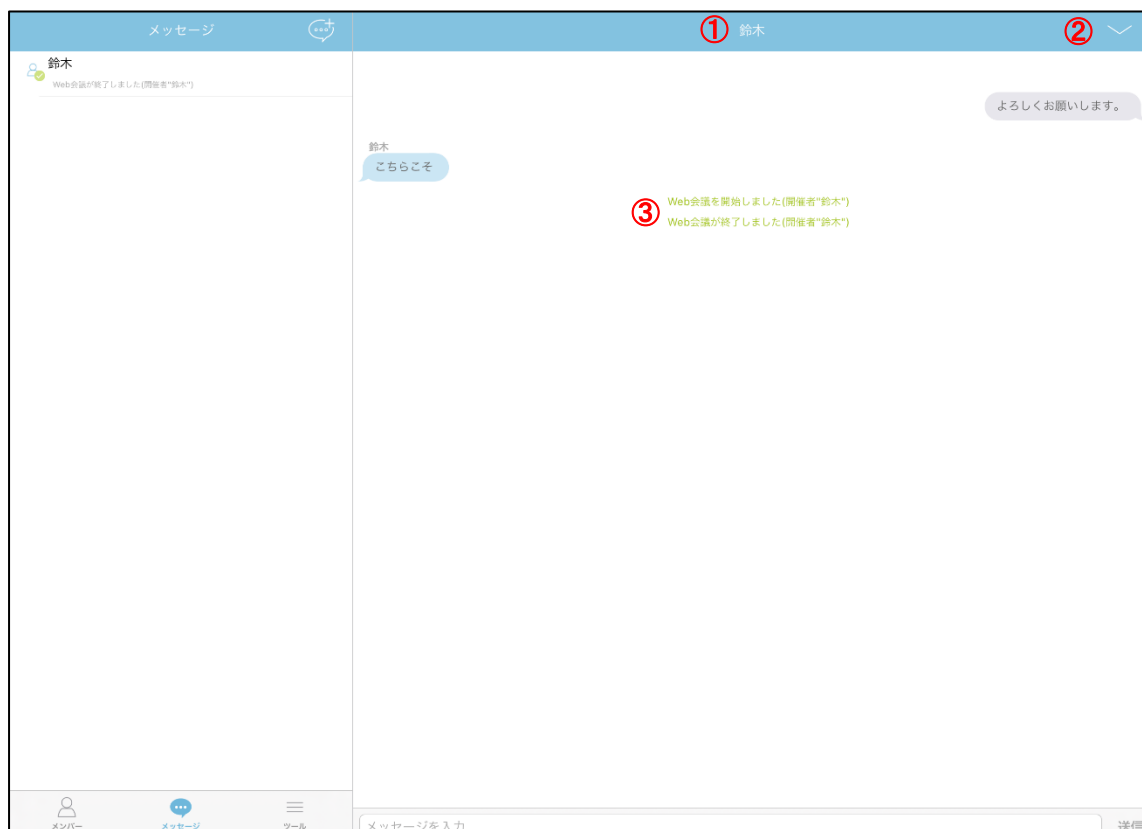 メッセージ
① 鈴木
②
鈴木
Web会議が終了しました(開催者"鈴木")
よろしくお願いします。
鈴木
こちらこそ
③
Web会議を開始しました(開催者"鈴木")
Web会議が終了しました(開催者"鈴木")
メンバー
メッセージ
ツール
メッセージを入力
送信